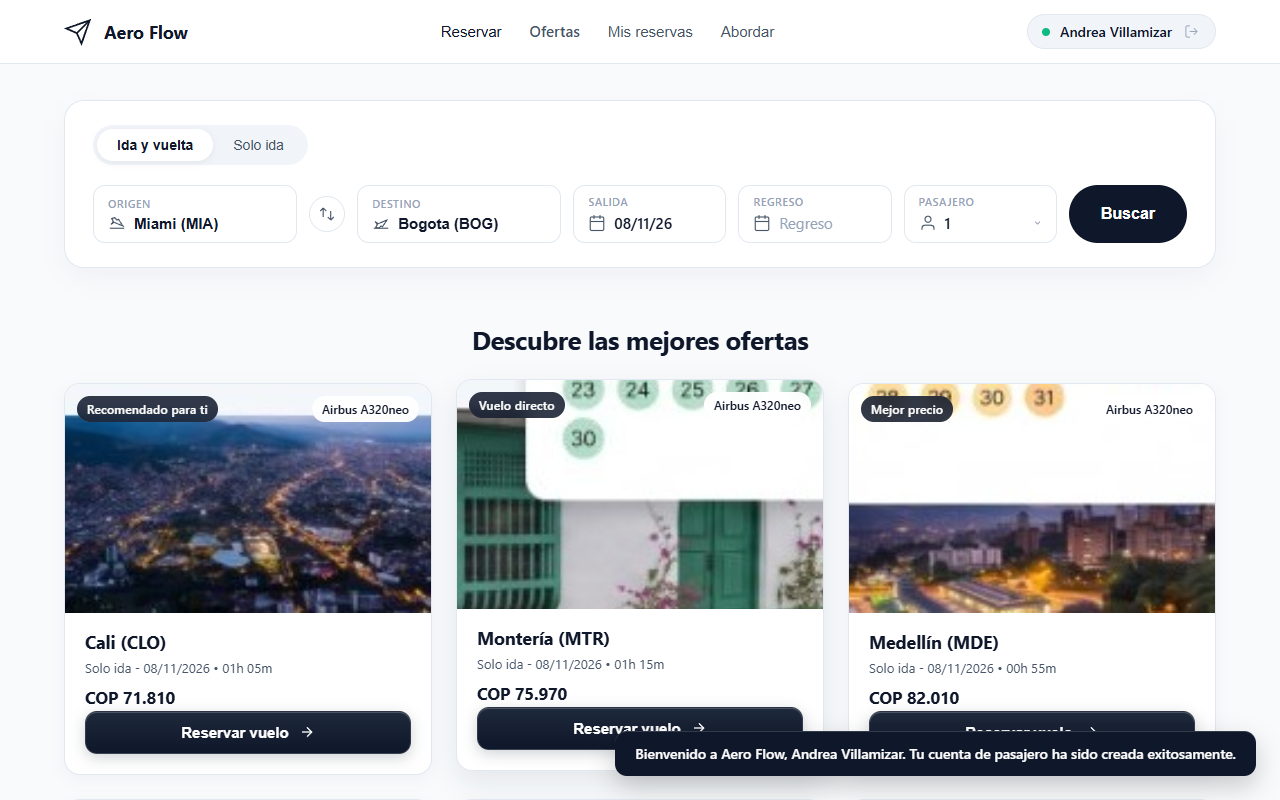 Aero Flow
Reservar
Ofertas
Mis reservas
Abordar
Andrea Villamizar
Ida y vuelta
Solo ida
ORIGEN
Miami (MIA)
DESTINO
Bogota (BOG)
SALIDA
08/11/26
REGRESO
Regreso
PASAJERO
1
Buscar
Descubre las mejores ofertas
Recomendado para ti
Airbus A320neo
Cali (CLO)
Solo ida - 08/11/2026 • 01h 05m
COP 71.810
Reservar vuelo
23 24 25 26 27
Vuelo directo
Airbus A320neo
30
Montería (MTR)
Solo ida - 08/11/2026 • 01h 15m
COP 75.970
Reservar vuelo
29 30 31
Mejor precio
Airbus A320neo
Medellín (MDE)
Solo ida - 08/11/2026 • 00h 55m
COP 82.010
Reservar vuelo
Bienvenido a Aero Flow, Andrea Villamizar. Tu cuenta de pasajero ha sido creada exitosamente.